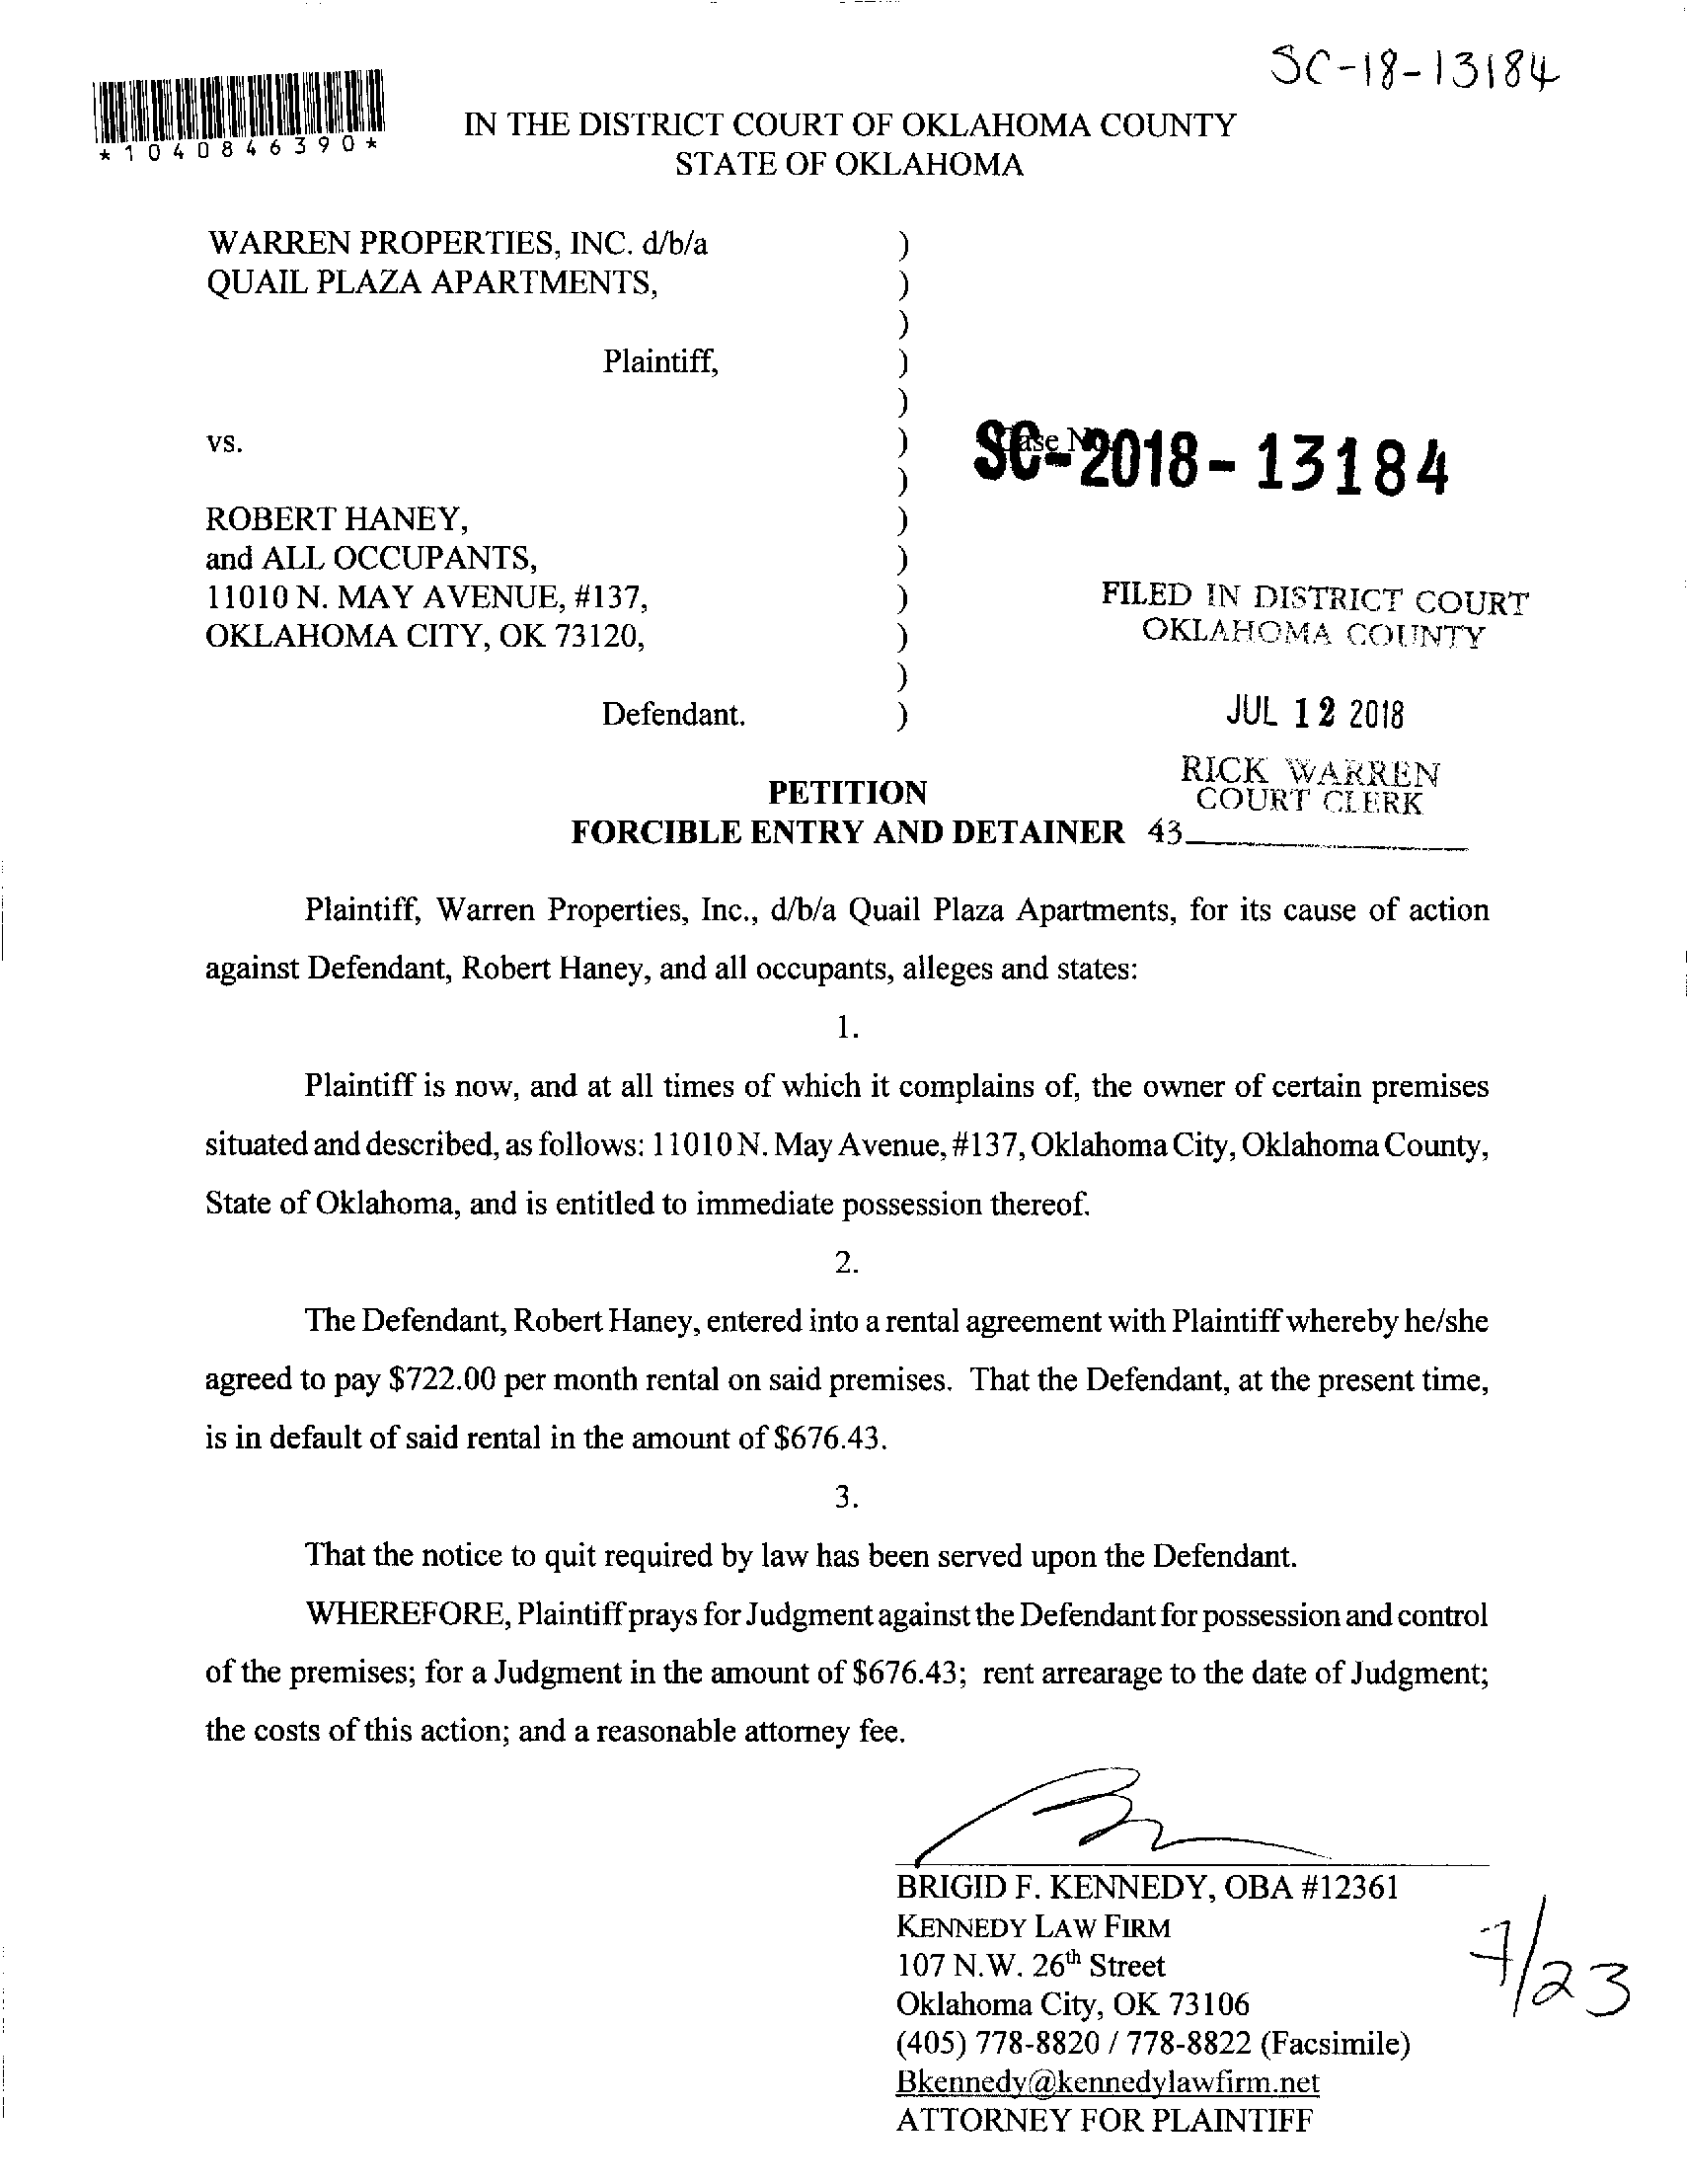 SC-18-13184
*1040846390*
IN THE DISTRICT COURT OF OKLAHOMA COUNTY
STATE OF OKLAHOMA
WARREN PROPERTIES, INC. d/b/a )
QUAIL PLAZA APARTMENTS, )
)
Plaintiff, )
)
vs. ) Case No. SC-2018-13184
)
ROBERT HANEY, )
and ALL OCCUPANTS, )
11010 N. MAY AVENUE, #137, ) FILED IN DISTRICT COURT
OKLAHOMA CITY, OK 73120, ) OKLAHOMA COUNTY
)
Defendant. ) JUL 12 2018
RICK WARREN
PETITION COURT CLERK
FORCIBLE ENTRY AND DETAINER 43
Plaintiff, Warren Properties, Inc., d/b/a Quail Plaza Apartments, for its cause of action
against Defendant, Robert Haney, and all occupants, alleges and states:
1.
Plaintiff is now, and at all times of which it complains of, the owner of certain premises
situated and described, as follows: 11010 N. May Avenue, #137, Oklahoma City, Oklahoma County,
State of Oklahoma, and is entitled to immediate possession thereof.
2.
The Defendant, Robert Haney, entered into a rental agreement with Plaintiff whereby he/she
agreed to pay $722.00 per month rental on said premises. That the Defendant, at the present time,
is in default of said rental in the amount of $676.43.
3.
That the notice to quit required by law has been served upon the Defendant.
WHEREFORE, Plaintiff prays for Judgment against the Defendant for possession and control
of the premises; for a Judgment in the amount of $676.43; rent arrearage to the date of Judgment;
the costs of this action; and a reasonable attorney fee.
BRIGID F. KENNEDY, OBA #12361
KENNEDY LAW FIRM
107 N.W. 26th Street
Oklahoma City, OK 73106
(405) 778-8820 / 778-8822 (Facsimile)
Bkennedy@kennedylawfirm.net
ATTORNEY FOR PLAINTIFF
7/23